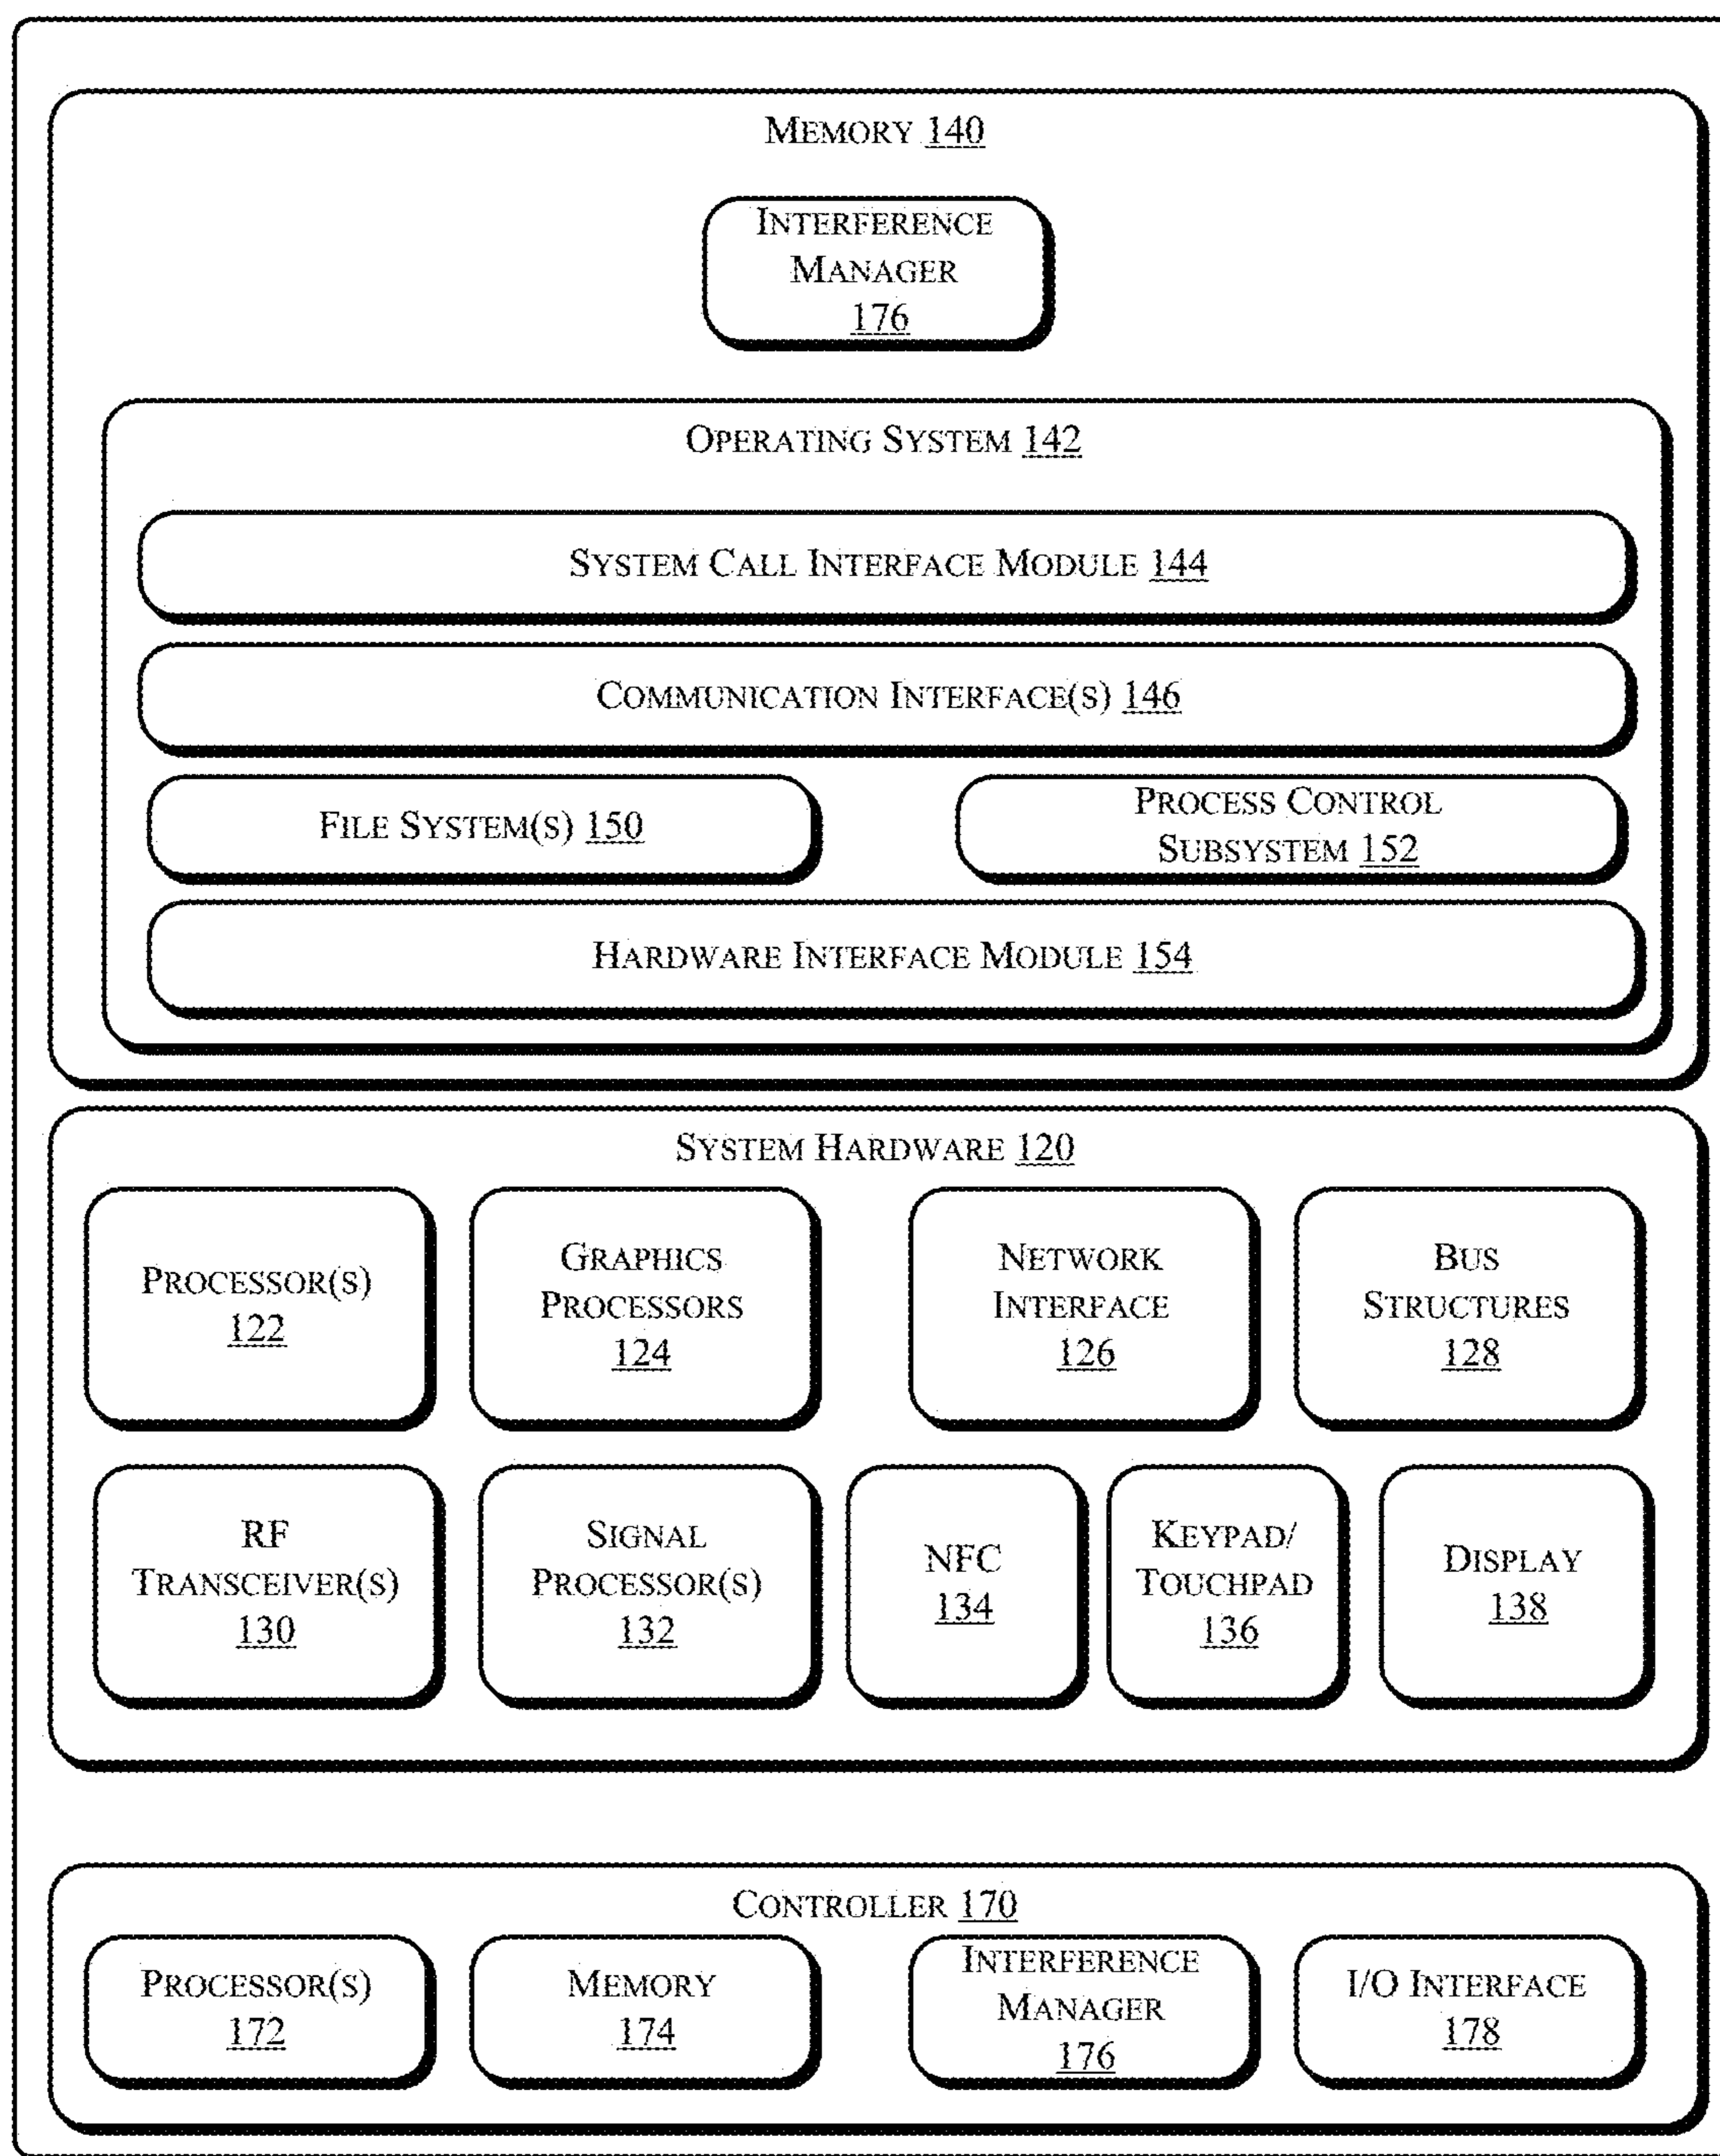 MEMORY 140
INTERFERENCE
MANAGER
176
OPERATING SYSTEM 142
SYSTEM CALL INTERFACE MODULE 144
COMMUNICATION INTERFACE(S) 146
FILE SYSTEM(S) 150
PROCESS CONTROL
SUBSYSTEM 152
HARDWARE INTERFACE MODULE 154
SYSTEM HARDWARE 120
PROCESSOR(S)
122
GRAPHICS
PROCESSORS
124
NETWORK
INTERFACE
126
BUS
STRUCTURES
128
RF
TRANSCEIVER(S)
130
SIGNAL
PROCESSOR(S)
132
NFC
134
KEYPAD/
TOUCHPAD
136
DISPLAY
138
CONTROLLER 170
PROCESSOR(S)
172
MEMORY
174
INTERFERENCE
MANAGER
176
I/O INTERFACE
178